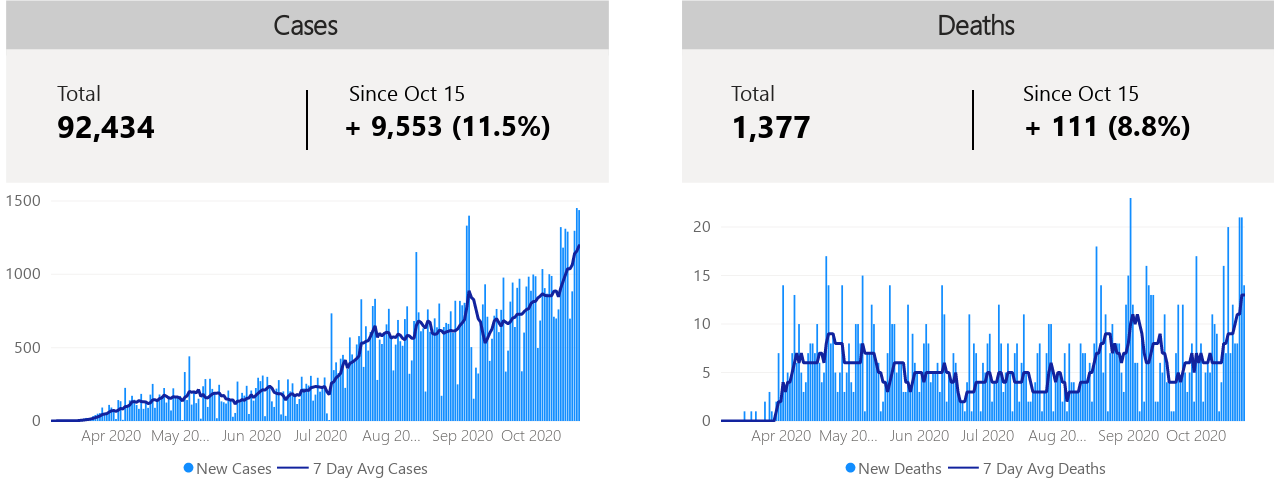 Cases
Total
92,434
Since Oct 15
+ 9,553 (11.5%)
1500
1000
500
0
Apr 2020 May 20... Jun 2020 Jul 2020 Aug 20... Sep 2020 Oct 2020
New Cases 7 Day Avg Cases
Deaths
Total
1,377
Since Oct 15
+ 111 (8.8%)
20
15
10
5
0
Apr 2020 May 20... Jun 2020 Jul 2020 Aug 20... Sep 2020 Oct 2020
New Deaths 7 Day Avg Deaths